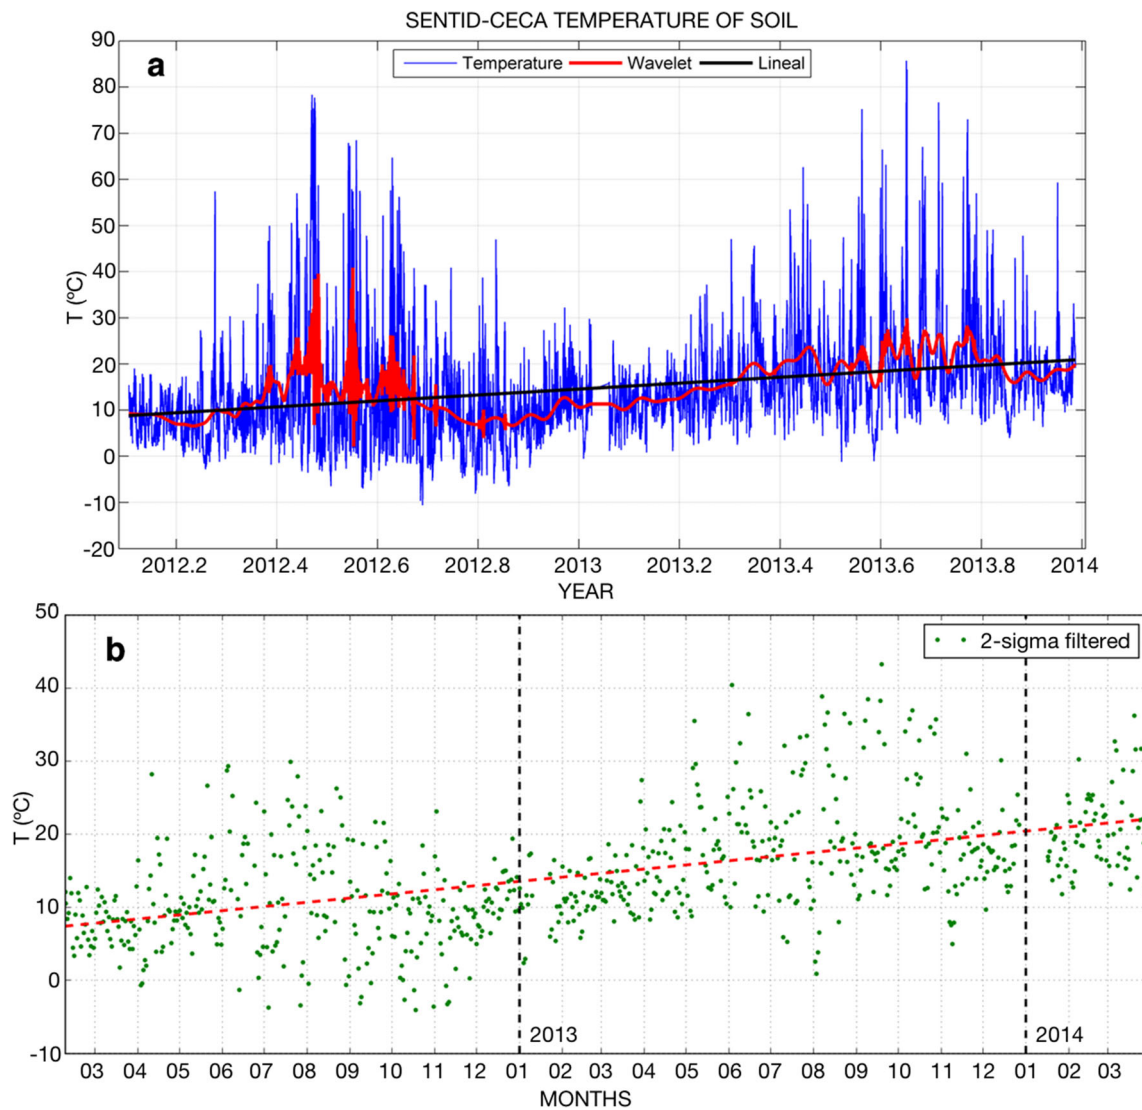 SENTID-CECA TEMPERATURE OF SOIL
a
Temperature Wavelet Lineal
90
80
70
60
50
40
30
20
10
0
-10
-20
T (ºC)
2012.2 2012.4 2012.6 2012.8 2013 2013.2 2013.4 2013.6 2013.8 2014
YEAR
b
2-sigma filtered
50
40
30
20
10
0
-10
T (ºC)
2013 2014
03 04 05 06 07 08 09 10 11 12 01 02 03 04 05 06 07 08 09 10 11 12 01 02 03
MONTHS